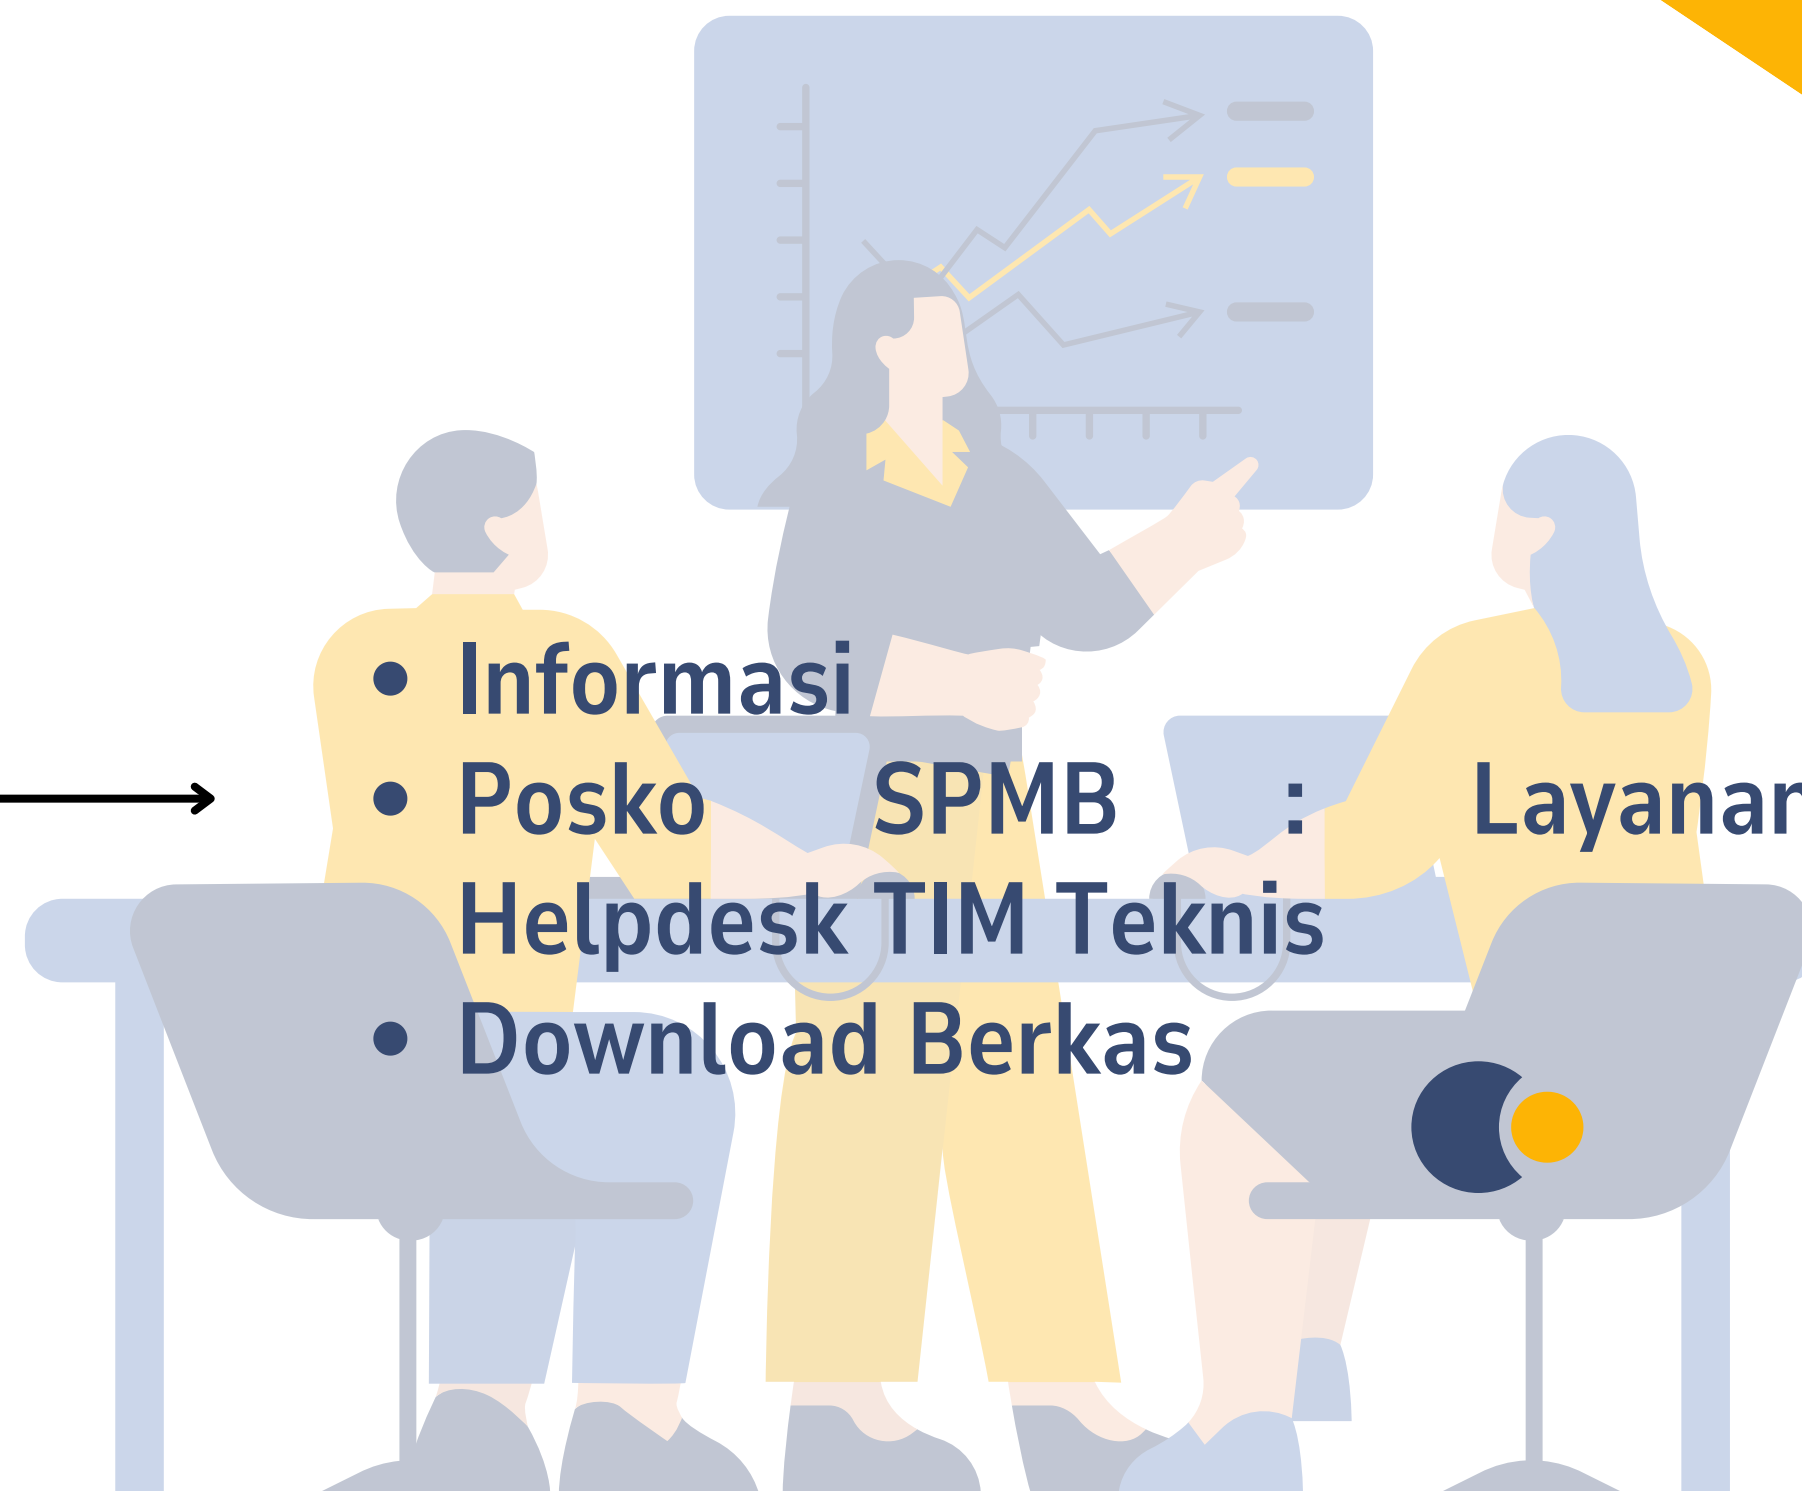 • Informasi
• Posko SPMB : Layanan
Helpdesk TIM Teknis
• Download Berkas